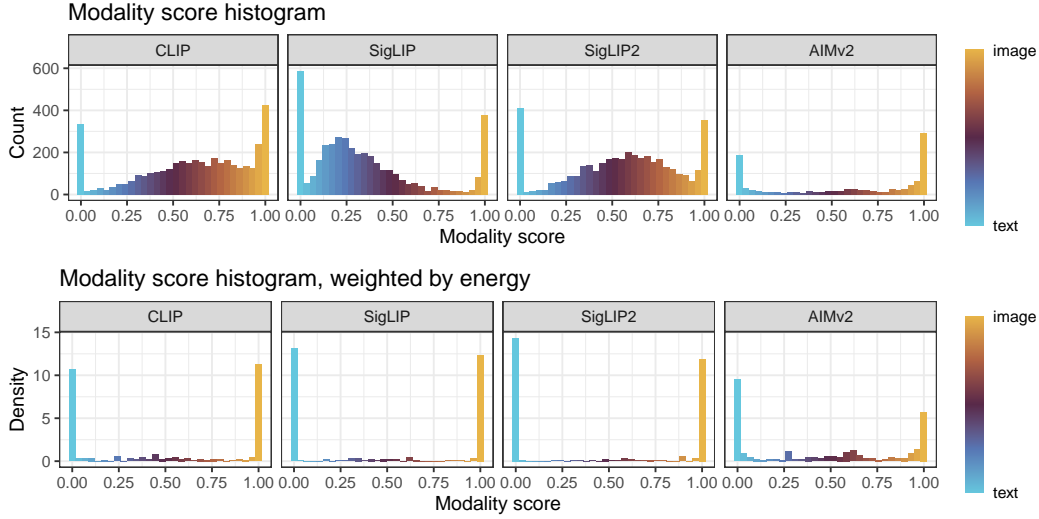 Modality score histogram
CLIP SigLIP SigLIP2 AIMv2
600
400
200
0
Count
0.00 0.25 0.50 0.75 1.00 0.00 0.25 0.50 0.75 1.00 0.00 0.25 0.50 0.75 1.00 0.00 0.25 0.50 0.75 1.00
Modality score
image
text
Modality score histogram, weighted by energy
CLIP SigLIP SigLIP2 AIMv2
15
10
5
0
Density
0.00 0.25 0.50 0.75 1.00 0.00 0.25 0.50 0.75 1.00 0.00 0.25 0.50 0.75 1.00 0.00 0.25 0.50 0.75 1.00
Modality score
image
text